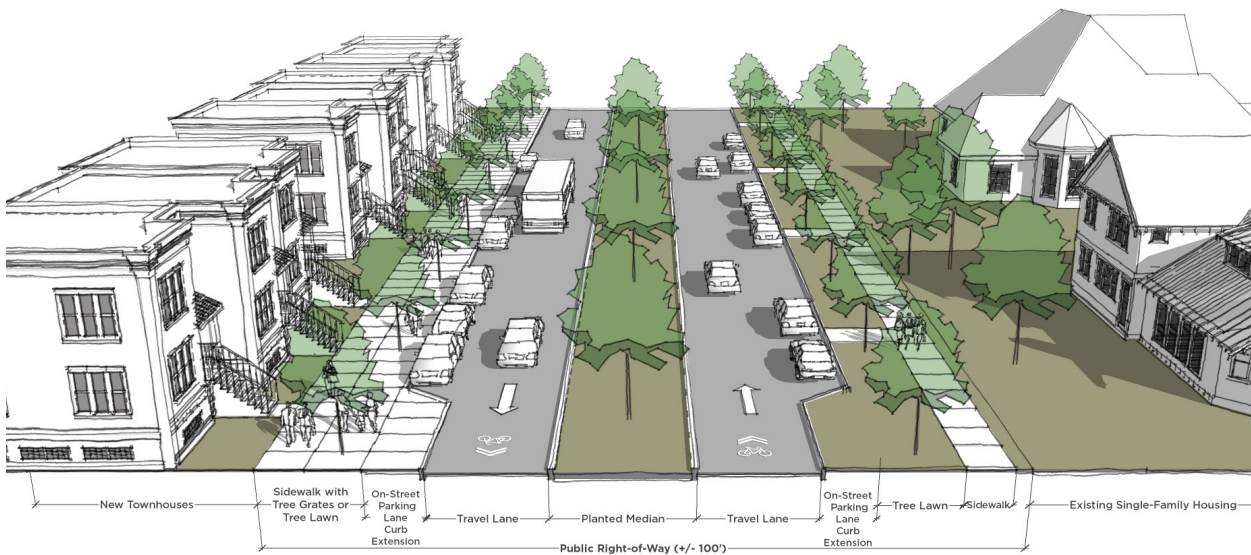 New Townhouses
Sidewalk with
Tree Grates or
Tree Lawn
On-Street
Parking
Lane
Curb
Extension
Travel Lane
Planted Median
Travel Lane
On-Street
Parking
Lane
Curb
Extension
Tree Lawn
Sidewalk
Existing Single-Family Housing
Public Right-of-Way (+/- 100')